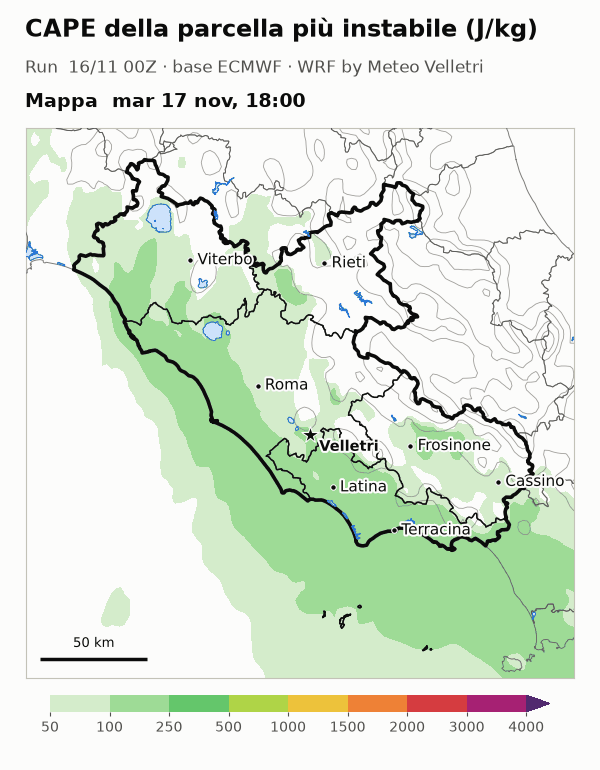 CAPE della parcella più instabile (J/kg)
Run  16/11 00Z · base ECMWF · WRF by Meteo Velletri
Mappa  mar 17 nov, 18:00
Viterbo
Rieti
Roma
Velletri
Frosinone
Cassino
Latina
Terracina
50 km
50 100 250 500 1000 1500 2000 3000 4000